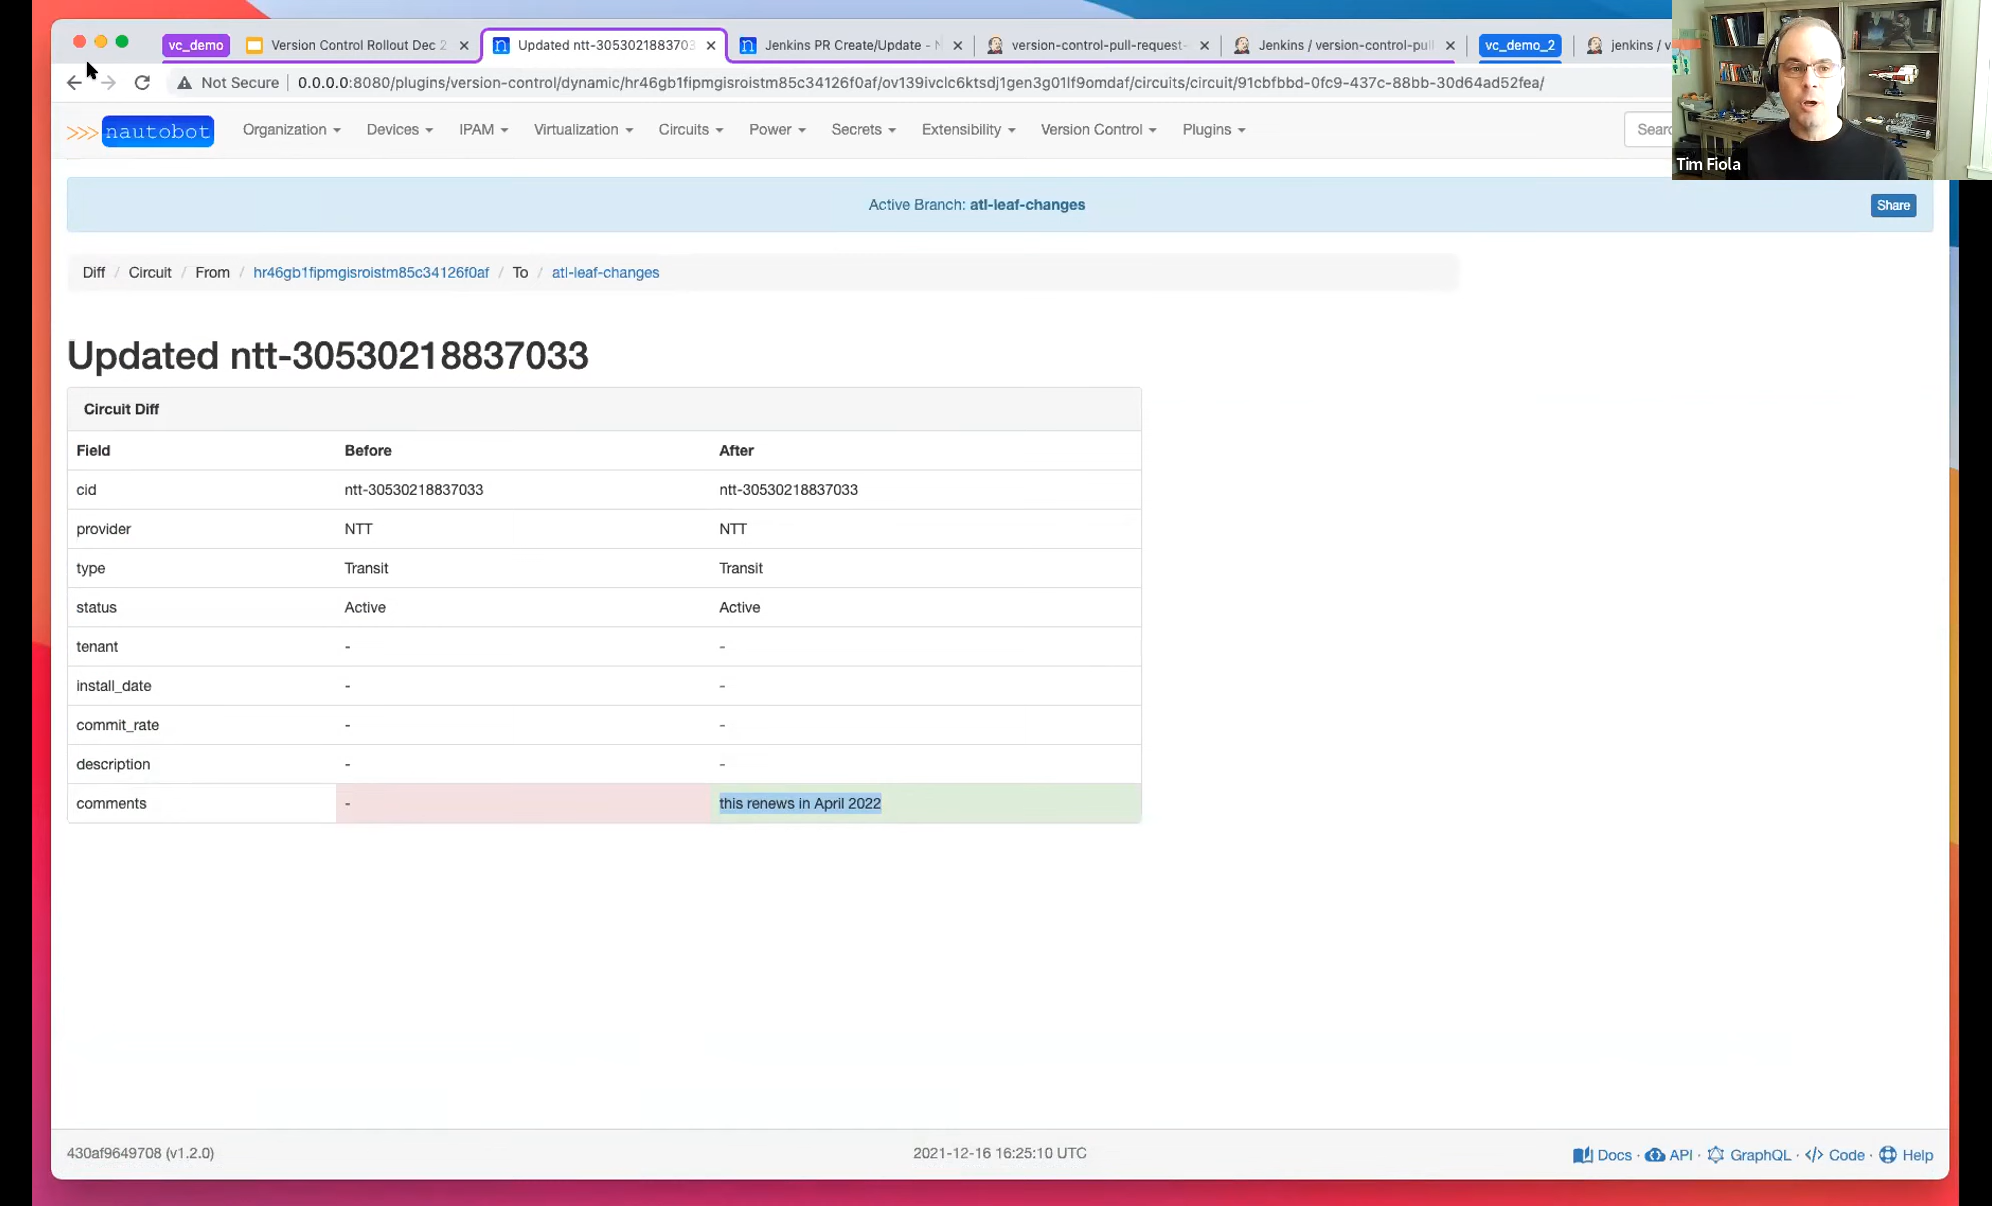 vc_demo
Version Control Rollout Dec 2
Updated ntt-3053021883703
Jenkins PR Create/Update - N
version-control-pull-request-
Jenkins / version-control-pull
vc_demo_2
jenkins / v
Not Secure
0.0.0.0:8080/plugins/version-control/dynamic/hr46gb1fipmgisroistm85c34126f0af/ov139ivclc6ktsdj1gen3g01lf9omdaf/circuits/circuit/91cbfbbd-0fc9-437c-88bb-30d64ad52fea/
>>> nautobot
Organization
Devices
IPAM
Virtualization
Circuits
Power
Secrets
Extensibility
Version Control
Plugins
Searc
Tim Fiola
Active Branch: atl-leaf-changes
Share
Diff / Circuit / From / hr46gb1fipmgisroistm85c34126f0af / To / atl-leaf-changes
Updated ntt-30530218837033
Circuit Diff
Field Before After
cid ntt-30530218837033 ntt-30530218837033
provider NTT NTT
type Transit Transit
status Active Active
tenant - -
install_date - -
commit_rate - -
description - -
comments - this renews in April 2022
430af9649708 (v1.2.0)
2021-12-16 16:25:10 UTC
Docs · API · GraphQL · </> Code · Help